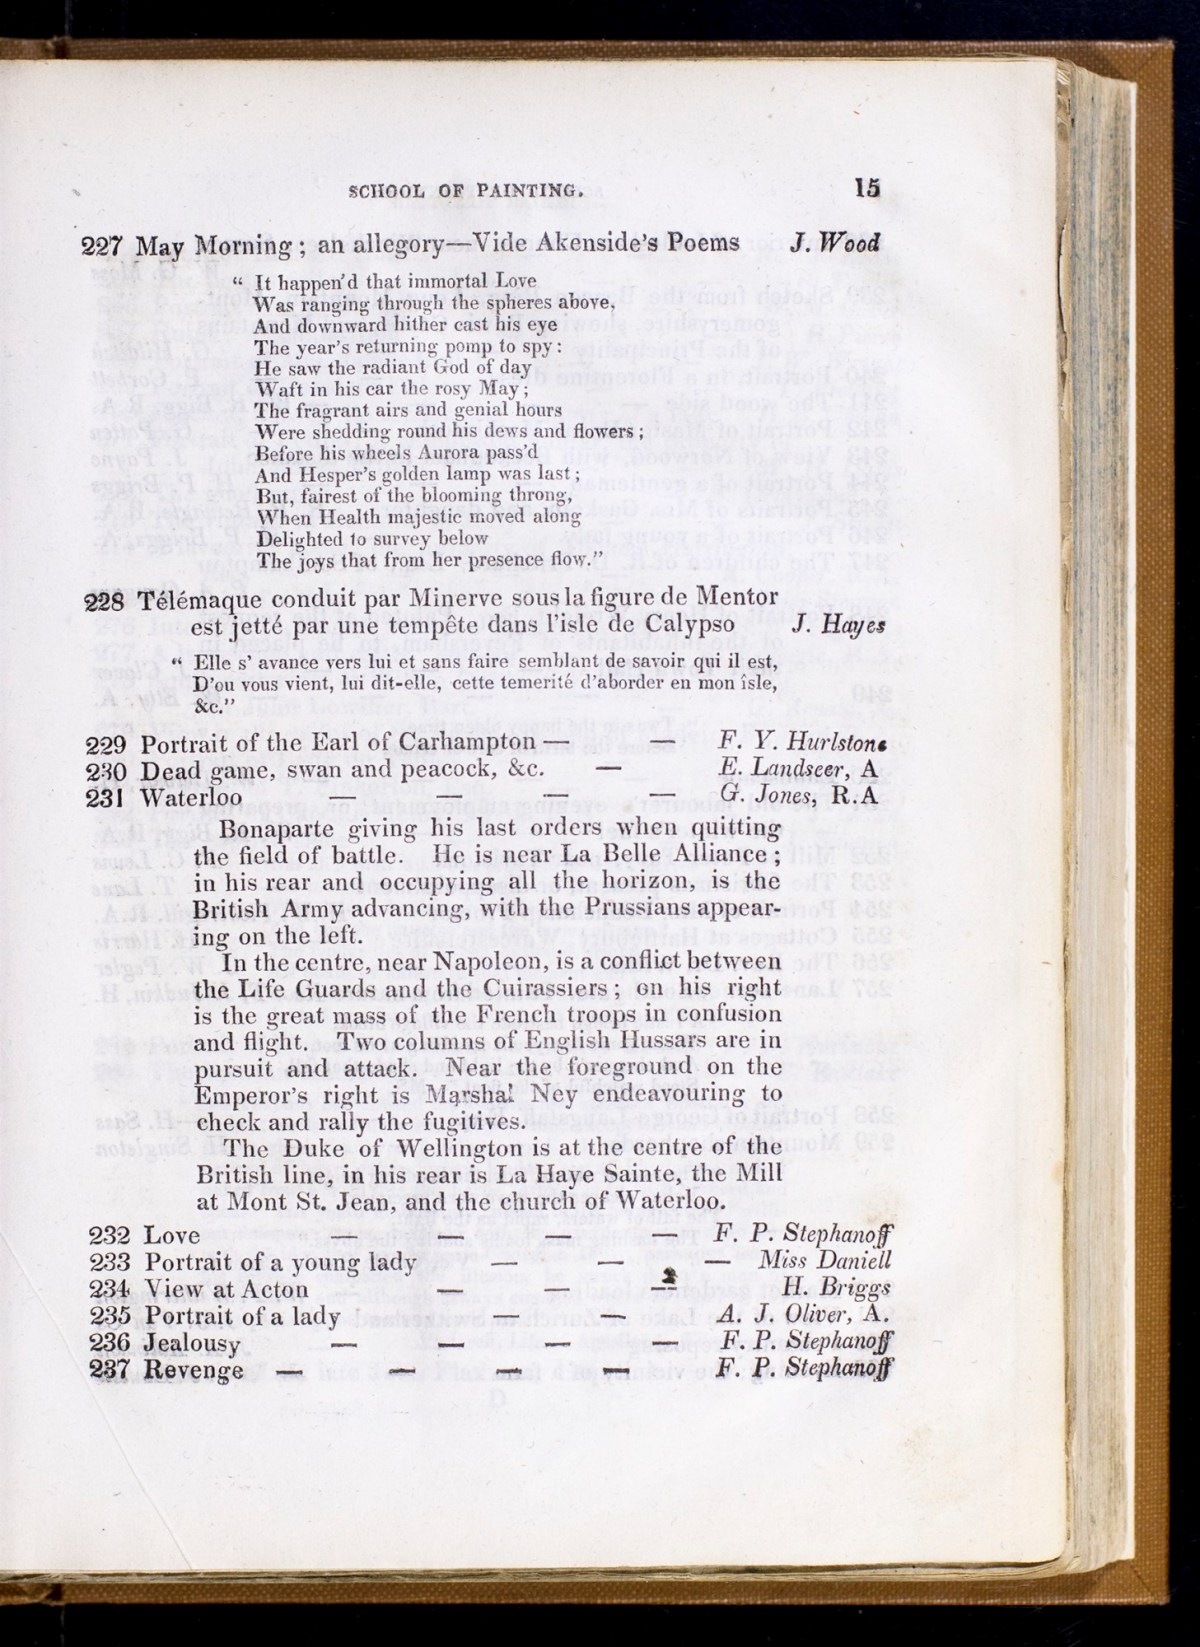 SCHOOL OF PAINTING. 15
227 May Morning; an allegory—Vide Akenside's Poems J. Wood
“ It happen'd that immortal Love
Was ranging through the spheres above,
And downward hither cast his eye
The year's returning pomp to spy:
He saw the radiant God of day
Waft in his car the rosy May;
The fragrant airs and genial hours
Were shedding round his dews and flowers;
Before his wheels Aurora pass'd
And Hesper's golden lamp was last;
But, fairest of the blooming throng,
When Health majestic moved along
Delighted to survey below
The joys that from her presence flow.”
228 Télémaque conduit par Minerve sous la figure de Mentor
est jetté par une tempête dans l'isle de Calypso J. Hayes
“ Elle s' avance vers lui et sans faire semblant de savoir qui il est,
D'ou vous vient, lui dit-elle, cette temerité d'aborder en mon îsle,
&c.”
229 Portrait of the Earl of Carhampton — — F. Y. Hurlstone
230 Dead game, swan and peacock, &c. — E. Landseer, A
231 Waterloo — — — — G. Jones, R.A
Bonaparte giving his last orders when quitting
the field of battle. He is near La Belle Alliance;
in his rear and occupying all the horizon, is the
British Army advancing, with the Prussians appear-
ing on the left.
In the centre, near Napoleon, is a conflict between
the Life Guards and the Cuirassiers; on his right
is the great mass of the French troops in confusion
and flight. Two columns of English Hussars are in
pursuit and attack. Near the foreground on the
Emperor's right is Marshal Ney endeavouring to
check and rally the fugitives.
The Duke of Wellington is at the centre of the
British line, in his rear is La Haye Sainte, the Mill
at Mont St. Jean, and the church of Waterloo.
232 Love — — — — F. P. Stephanoff
233 Portrait of a young lady — — — Miss Daniell
234 View at Acton — — — H. Briggs
235 Portrait of a lady — — A. J. Oliver, A.
236 Jealousy — — — — F. P. Stephanoff
237 Revenge — — — — F. P. Stephanoff